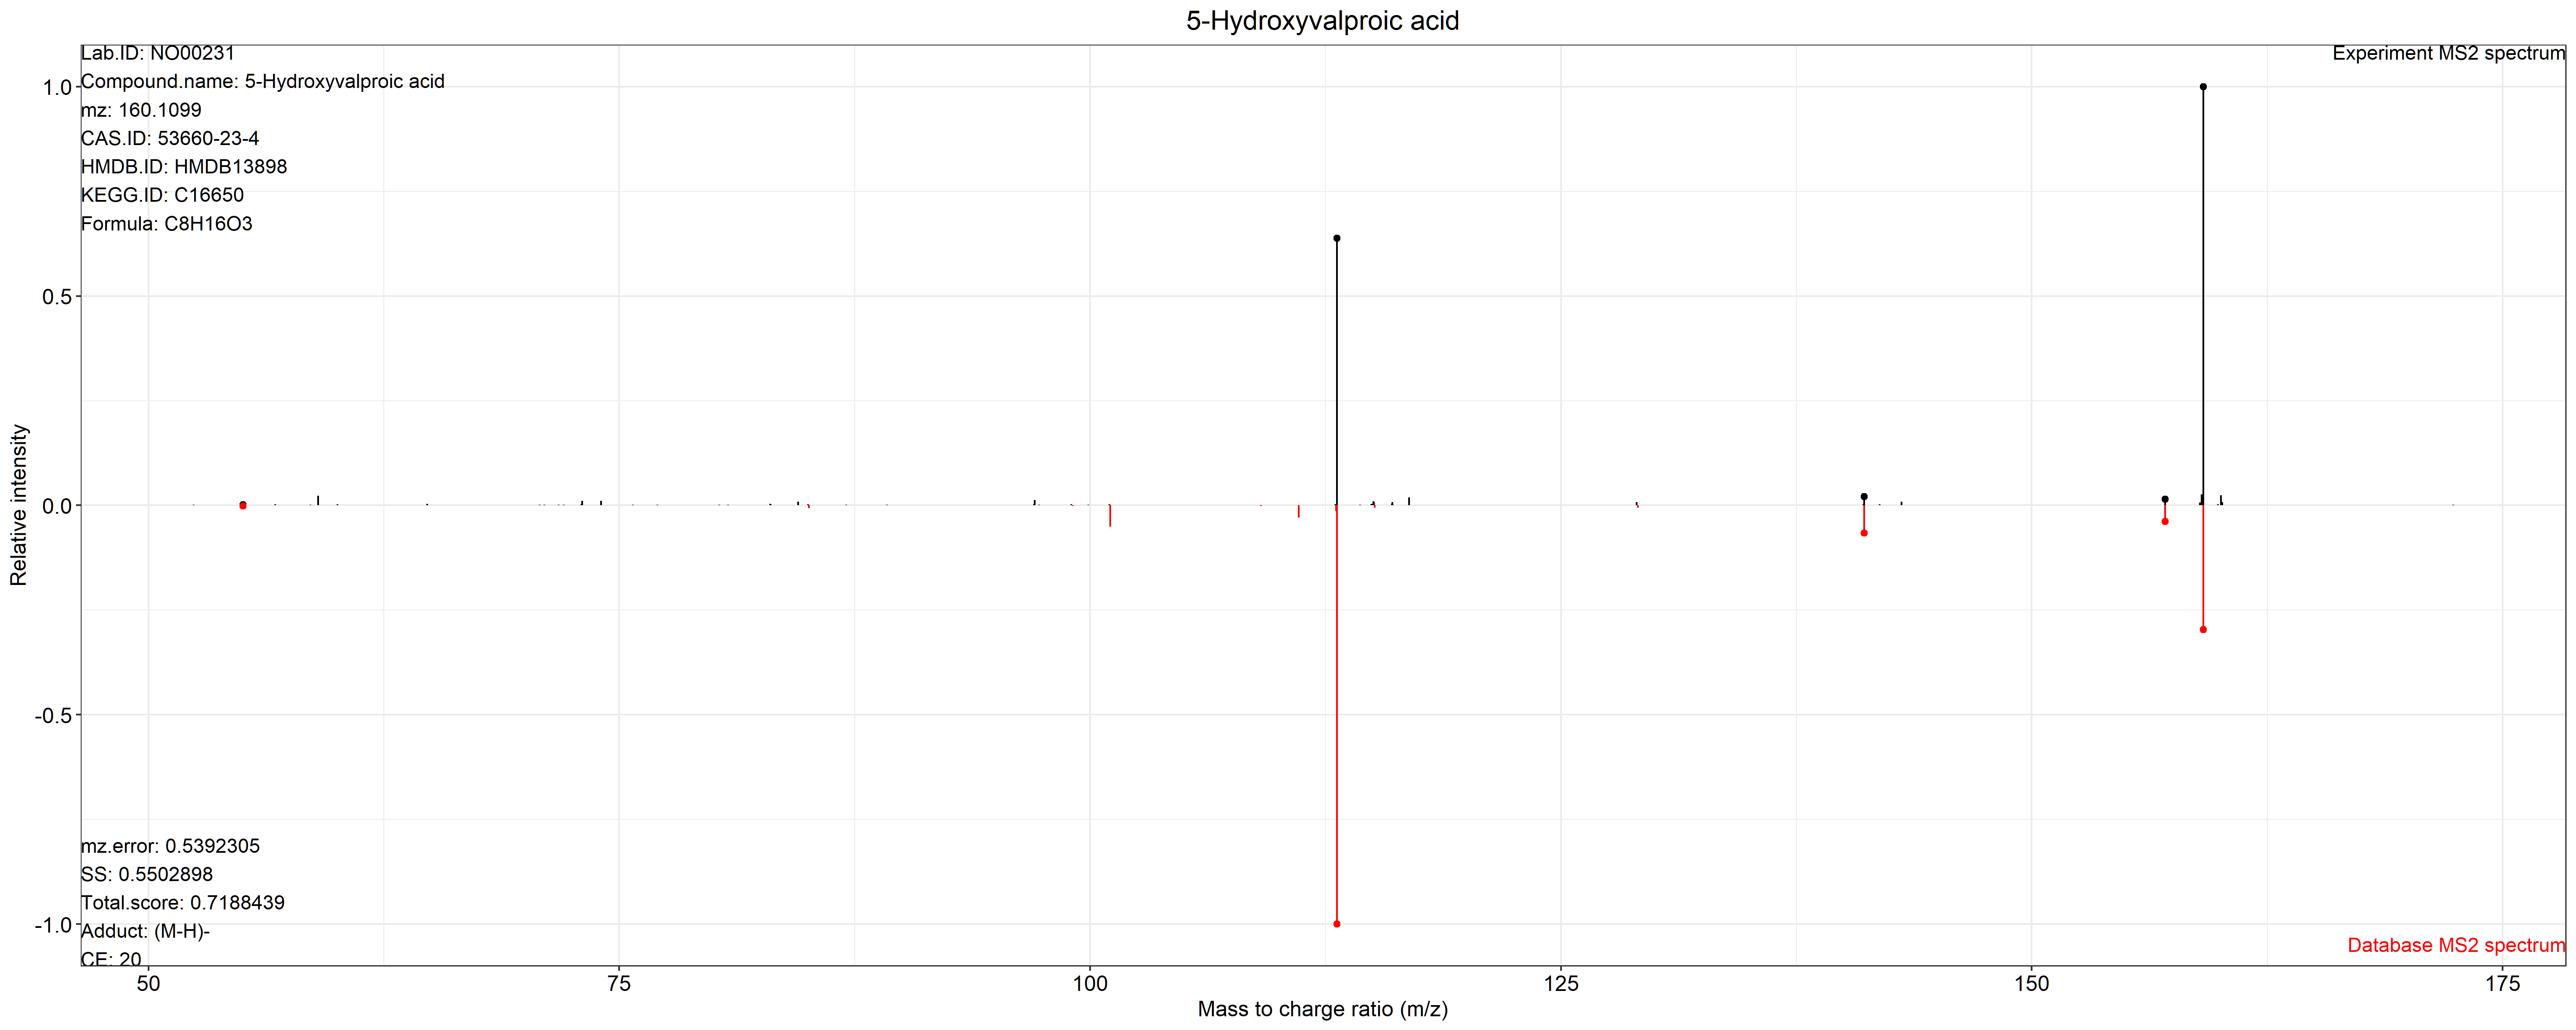 5-Hydroxyvalproic acid
Lab.ID: NO00231
Experiment MS2 spectrum
Compound.name: 5-Hydroxyvalproic acid
mz: 160.1099
CAS.ID: 53660-23-4
HMDB.ID: HMDB13898
KEGG.ID: C16650
Formula: C8H16O3
1.0
0.5
0.0
-0.5
-1.0
Relative intensity
mz.error: 0.5392305
SS: 0.5502898
Total.score: 0.7188439
Adduct: (M-H)-
CE: 20
Database MS2 spectrum
50 75 100 125 150 175
Mass to charge ratio (m/z)